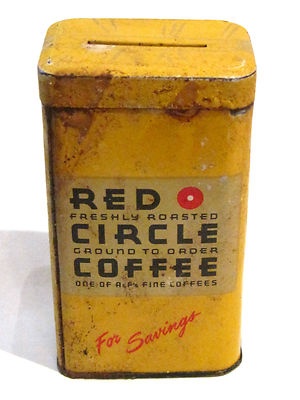 RED
FRESHLY ROASTED
CIRCLE
GROUND TO ORDER
COFFEE
ONE OF A&P's FINE COFFEES
For Savings